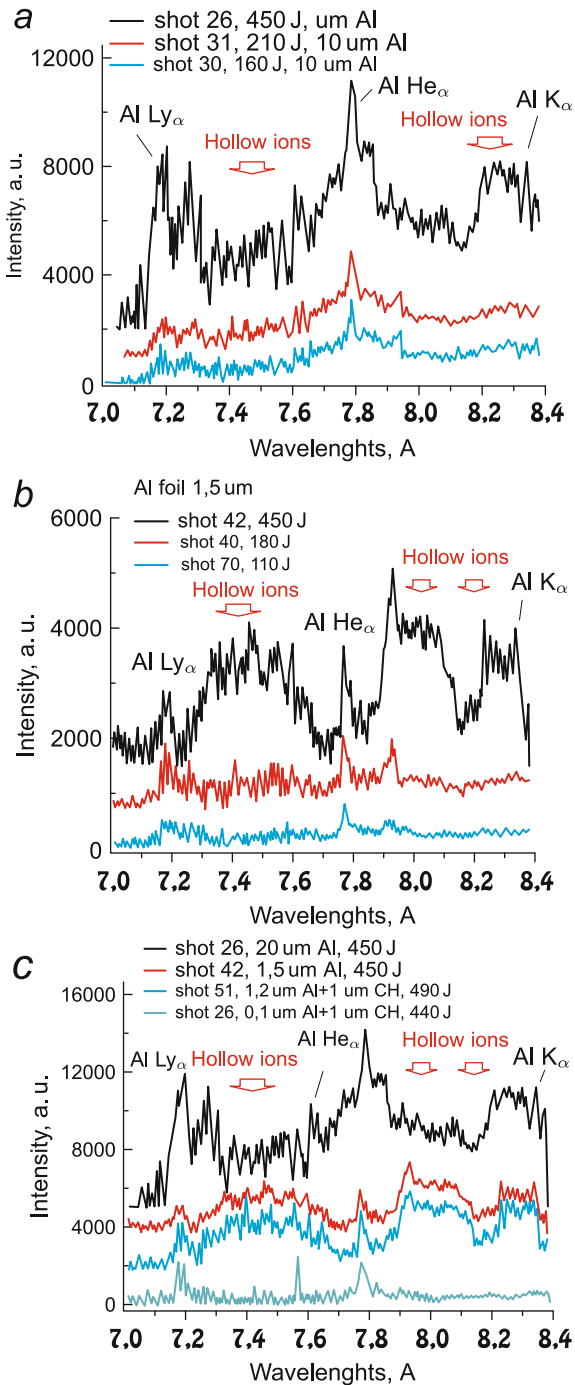 a
shot 26, 450 J, um Al
shot 31, 210 J, 10 um Al
shot 30, 160 J, 10 um Al
12000
Al Heα
Al Lyα
Hollow ions
Hollow ions
Al Kα
8000
4000
0
Intensity, a. u.
7,0 7,2 7,4 7,6 7,8 8,0 8,2 8,4
Wavelenghts, A
b
Al foil 1,5 um
6000
shot 42, 450 J
shot 40, 180 J
shot 70, 110 J
Hollow ions
Hollow ions
Al Kα
Al Heα
Al Lyα
4000
2000
0
Intensity, a. u.
7,0 7,2 7,4 7,6 7,8 8,0 8,2 8,4
Wavelenghts, A
c
shot 26, 20 um Al, 450 J
shot 42, 1,5 um Al, 450 J
shot 51, 1,2 um Al+1 um CH, 490 J
shot 26, 0,1 um Al+1 um CH, 440 J
16000
Al Lyα
Hollow ions
Al Heα
Hollow ions
Al Kα
12000
8000
4000
0
Intensity, a. u.
7,0 7,2 7,4 7,6 7,8 8,0 8,2 8,4
Wavelenghts, A